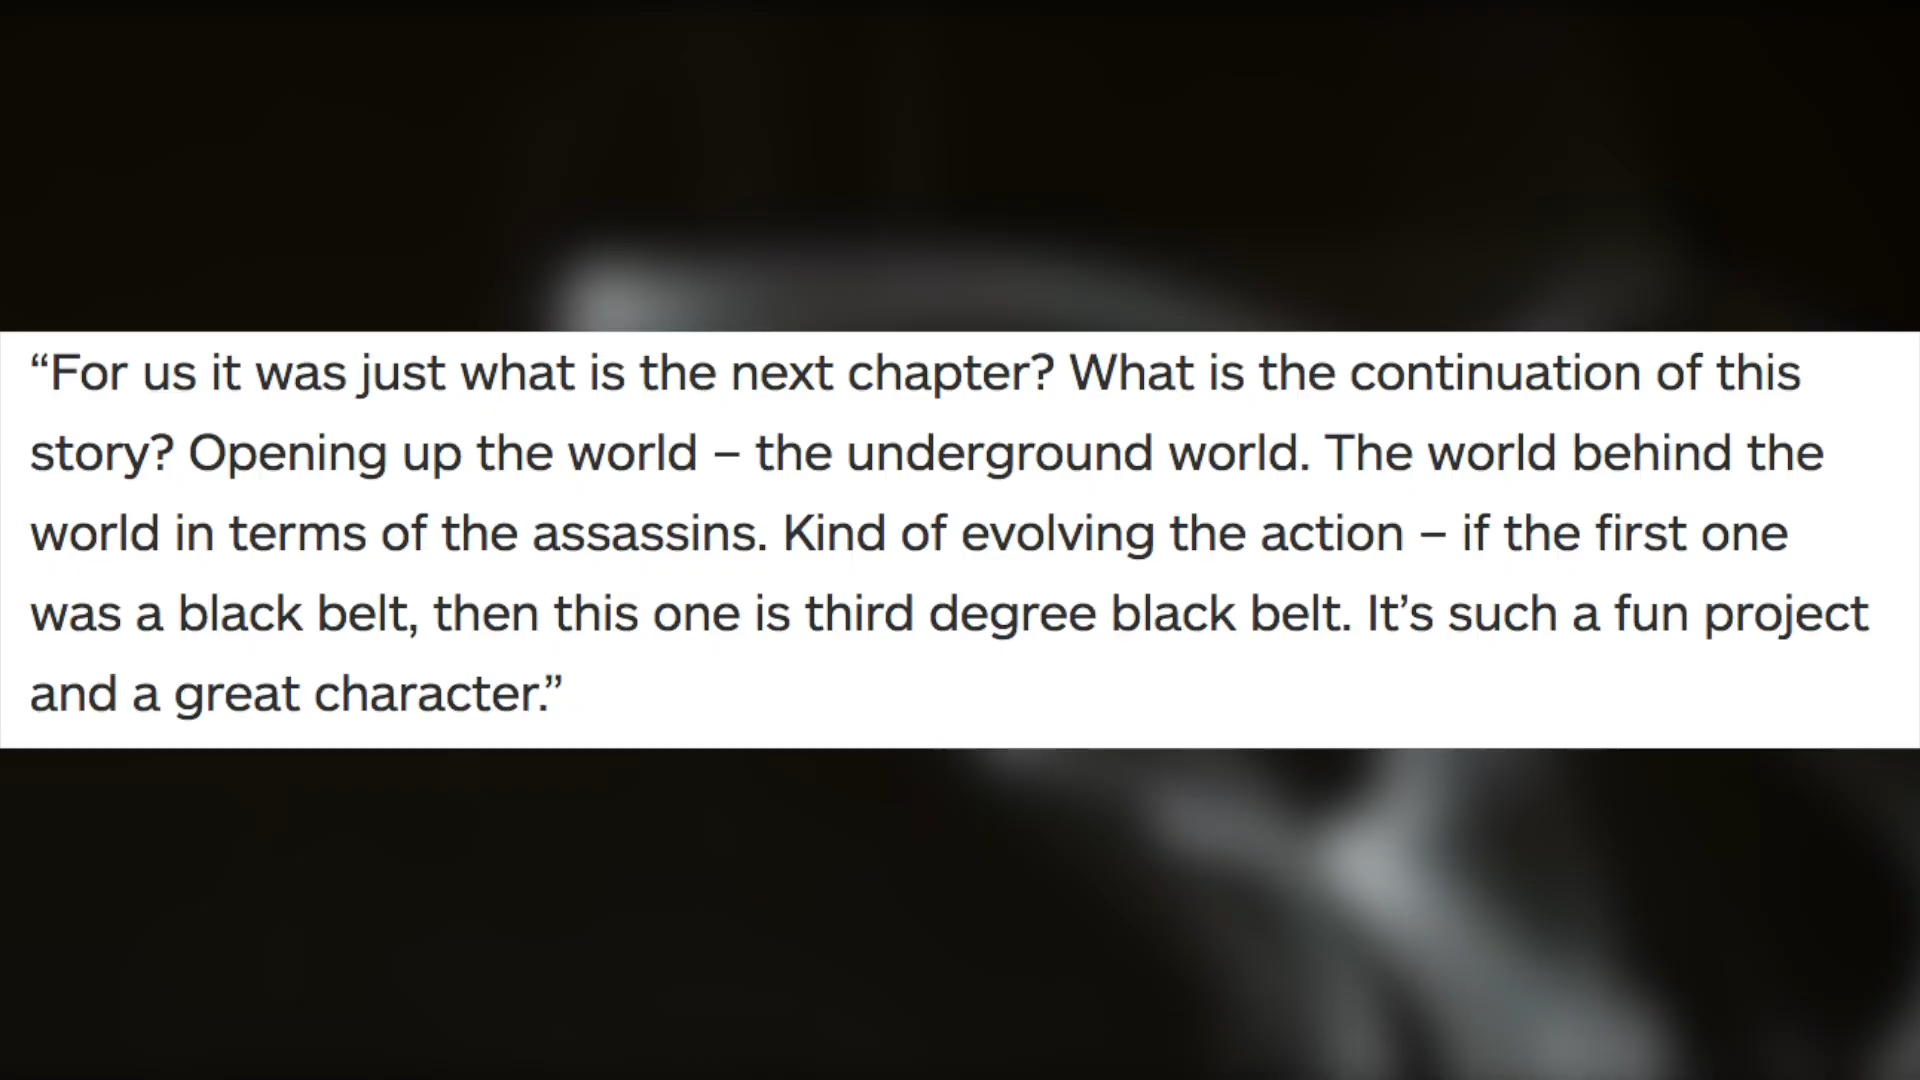 “For us it was just what is the next chapter? What is the continuation of this
story? Opening up the world – the underground world. The world behind the
world in terms of the assassins. Kind of evolving the action – if the first one
was a black belt, then this one is third degree black belt. It’s such a fun project
and a great character.”